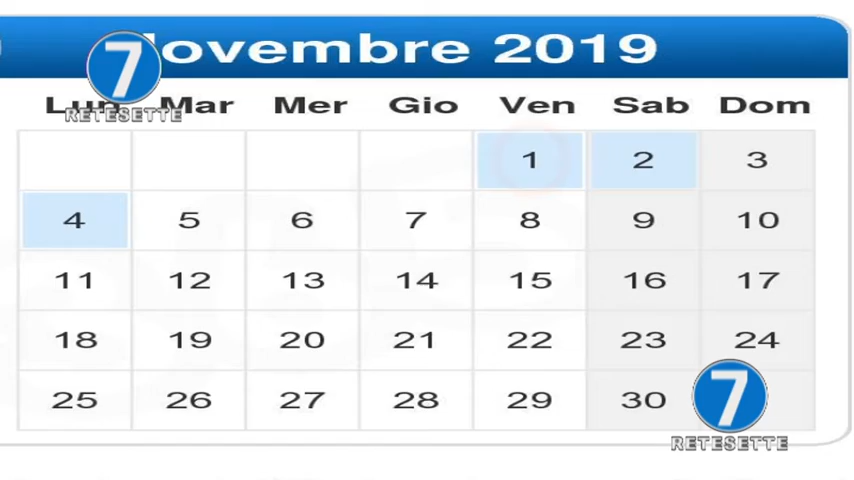 ovembre 2019
7
RETESETTE
Lun Mar Mer Gio Ven Sab Dom
1 2 3
4 5 6 7 8 9 10
11 12 13 14 15 16 17
18 19 20 21 22 23 24
25 26 27 28 29 30
7
RETESETTE